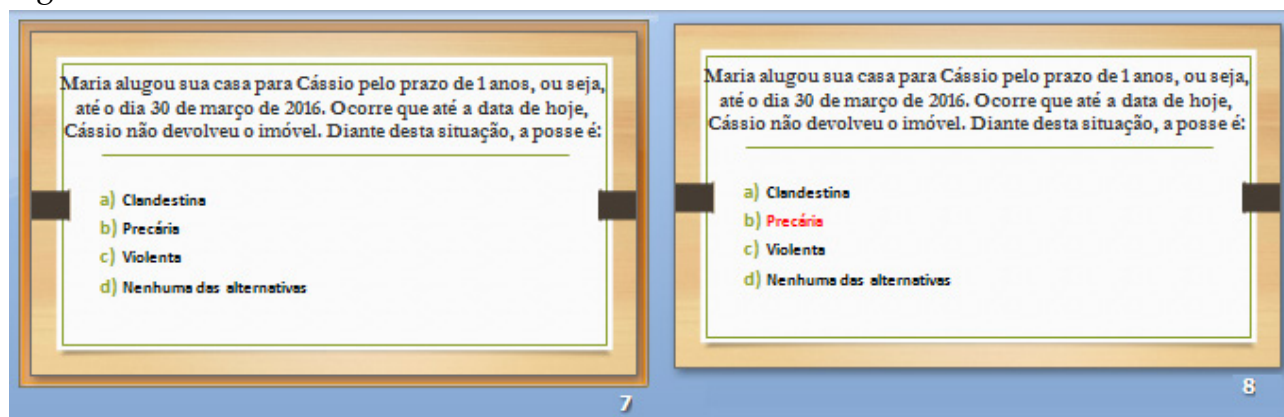 Maria alugou sua casa para Cássio pelo prazo de 1 anos, ou seja,
até o dia 30 de março de 2016. Ocorre que até a data de hoje,
Cássio não devolveu o imóvel. Diante desta situação, a posse é:
a) Clandestina
b) Precária
c) Violenta
d) Nenhuma das alternativas
7
Maria alugou sua casa para Cássio pelo prazo de 1 anos, ou seja,
até o dia 30 de março de 2016. Ocorre que até a data de hoje,
Cássio não devolveu o imóvel. Diante desta situação, a posse é:
a) Clandestina
b) Precária
c) Violenta
d) Nenhuma das alternativas
8